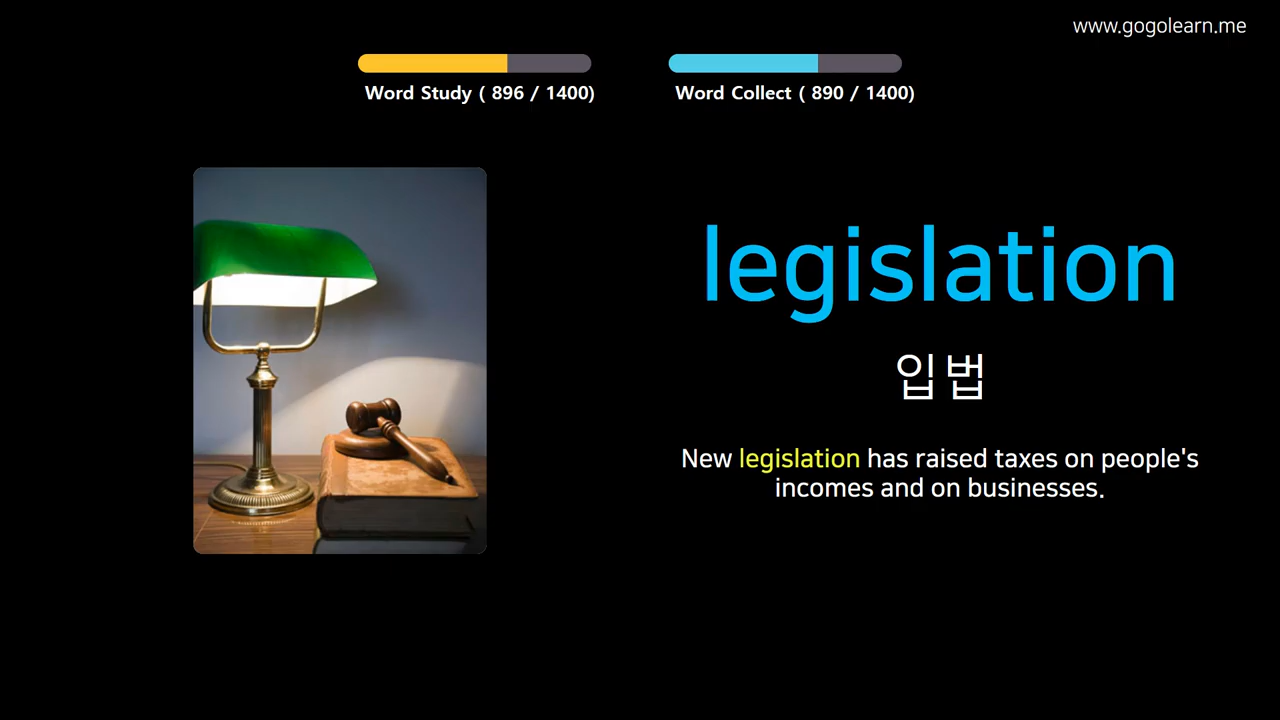 www.gogolearn.me
Word Study ( 896 / 1400)
Word Collect ( 890 / 1400)
legislation
입법
New legislation has raised taxes on people's
incomes and on businesses.